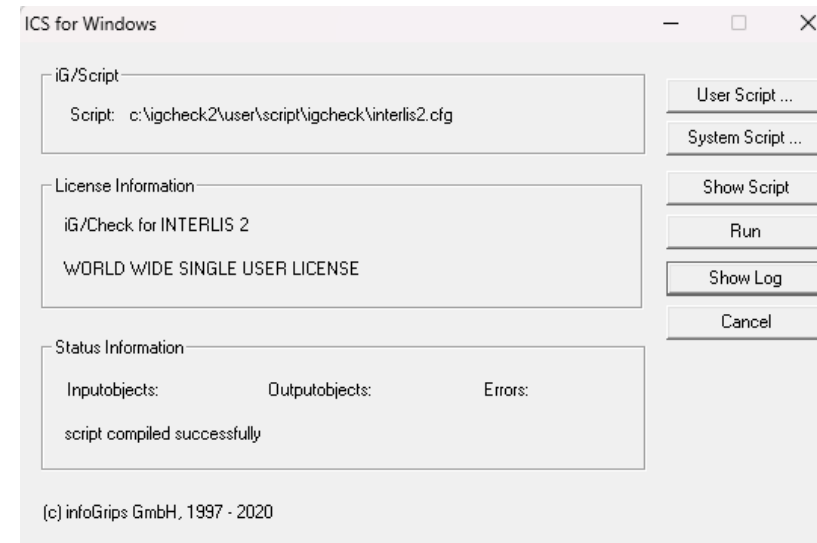 ICS for Windows
iG/Script
Script: c:\igcheck2\user\script\igcheck\interlis2.cfg
License Information
iG/Check for INTERLIS 2
WORLD WIDE SINGLE USER LICENSE
Status Information
Inputobjects: Outputobjects: Errors:
script compiled successfully
(c) infoGrips GmbH, 1997 - 2020
User Script ...
System Script ...
Show Script
Run
Show Log
Cancel